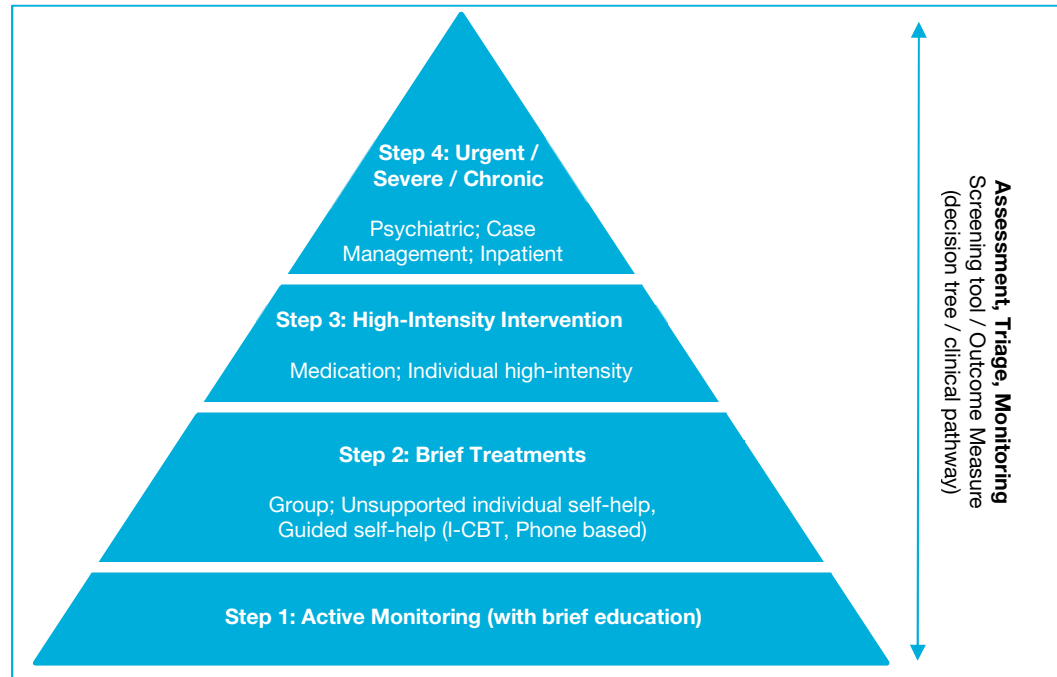 Step 4: Urgent /
Severe / Chronic
Psychiatric; Case
Management; Inpatient
Step 3: High-Intensity Intervention
Medication; Individual high-intensity
Step 2: Brief Treatments
Group; Unsupported individual self-help,
Guided self-help (I-CBT, Phone based)
Step 1: Active Monitoring (with brief education)
Assessment, Triage, Monitoring
Screening tool / Outcome Measure
(decision tree / clinical pathway)